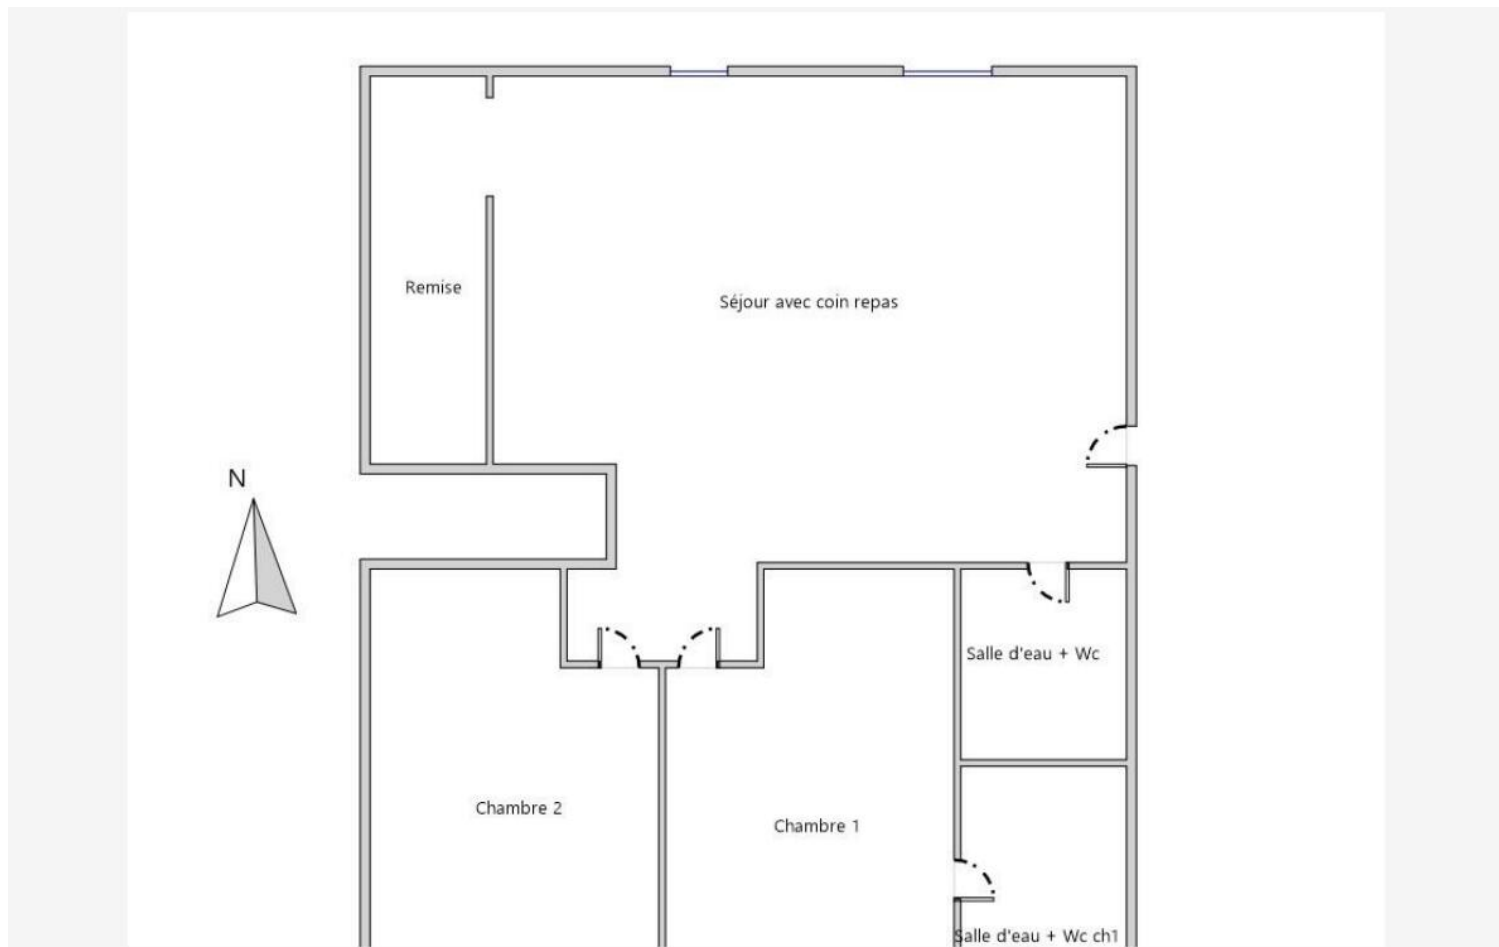 Remise
Séjour avec coin repas
N
Salle d'eau + Wc
Chambre 2
Chambre 1
Salle d'eau + Wc ch1